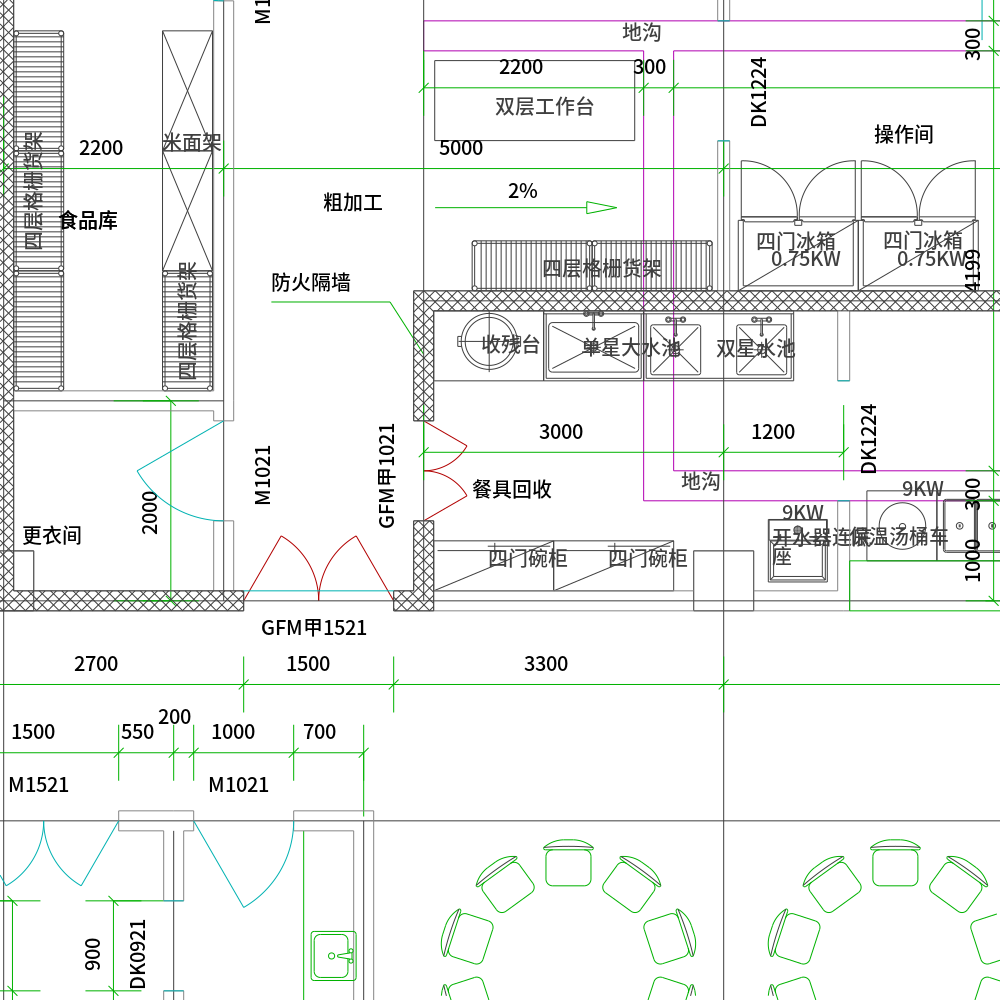 M1
地沟
300
2200
300
DK1224
双层工作台
操作间
2200
米面架
5000
四层格栅货架
食品库
粗加工
2%
四门冰箱
0.75KW
四门冰箱
0.75KW
4199
四层格栅货架
防火隔墙
四层格栅货架
收残台
单星大水池
双星水池
3000
1200
DK1224
M1021
GFM甲1021
地沟
餐具回收
300
9KW
9KW
2000
更衣间
开水器连底座
保温汤桶车
四门碗柜
四门碗柜
1000
GFM甲1521
2700
1500
3300
200
1500
550
1000
700
M1521
M1021
900
DK0921